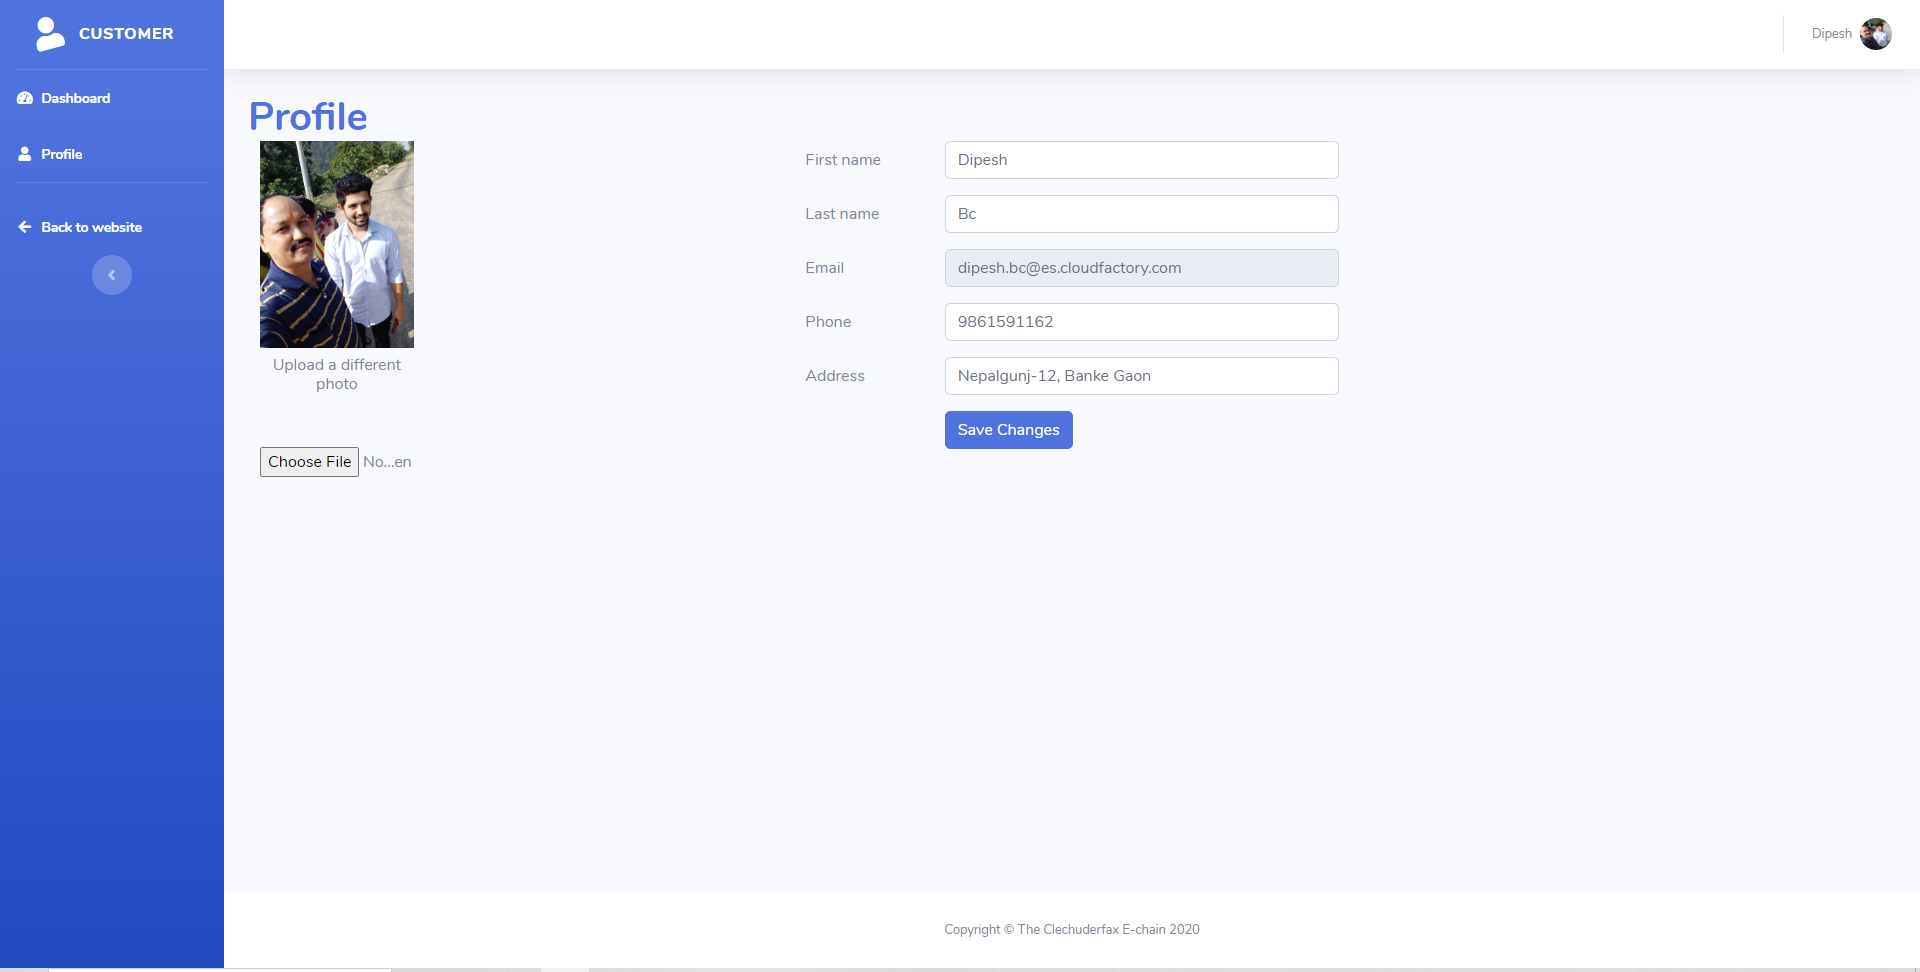 CUSTOMER
Dashboard
Profile
Back to website
Dipesh
Profile
Upload a different
photo
Choose File No...en
First name Dipesh
Last name Bc
Email dipesh.bc@es.cloudfactory.com
Phone 9861591162
Address Nepalgunj-12, Banke Gaon
Save Changes
Copyright © The Clechuderfax E-chain 2020